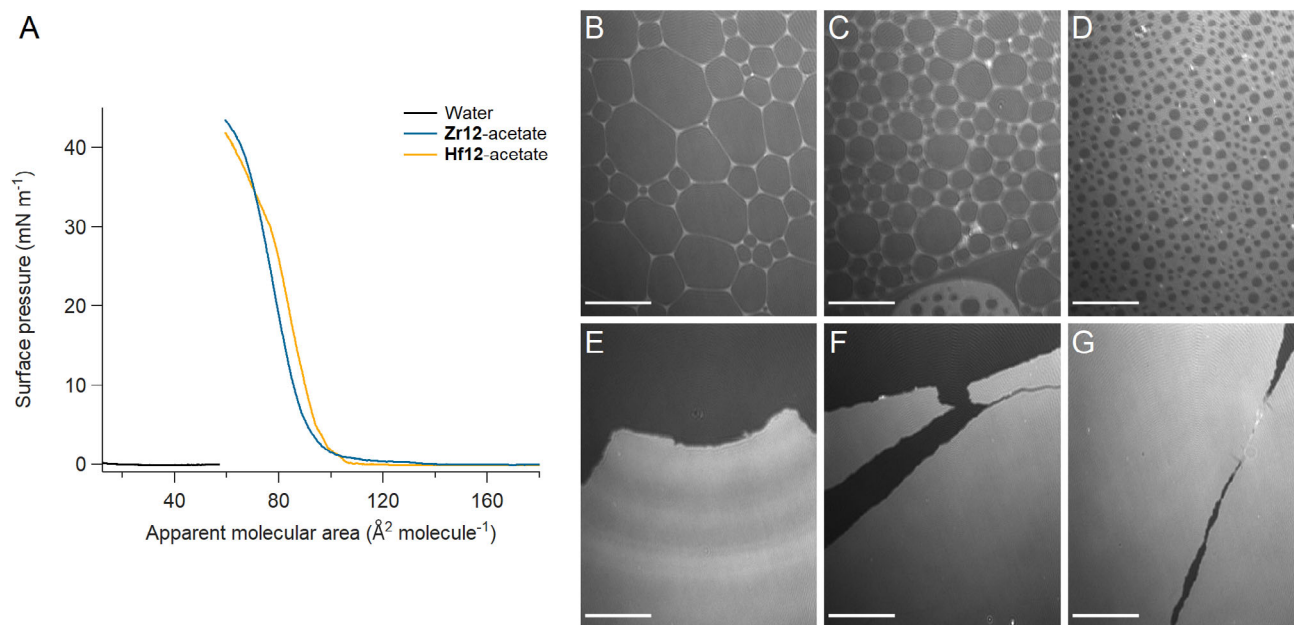 A
Water
Zr12-acetate
Hf12-acetate
Surface pressure (mN m⁻¹)
40
30
20
10
0
40 80 120 160
Apparent molecular area (Å² molecule⁻¹)
B
C
D
E
F
G